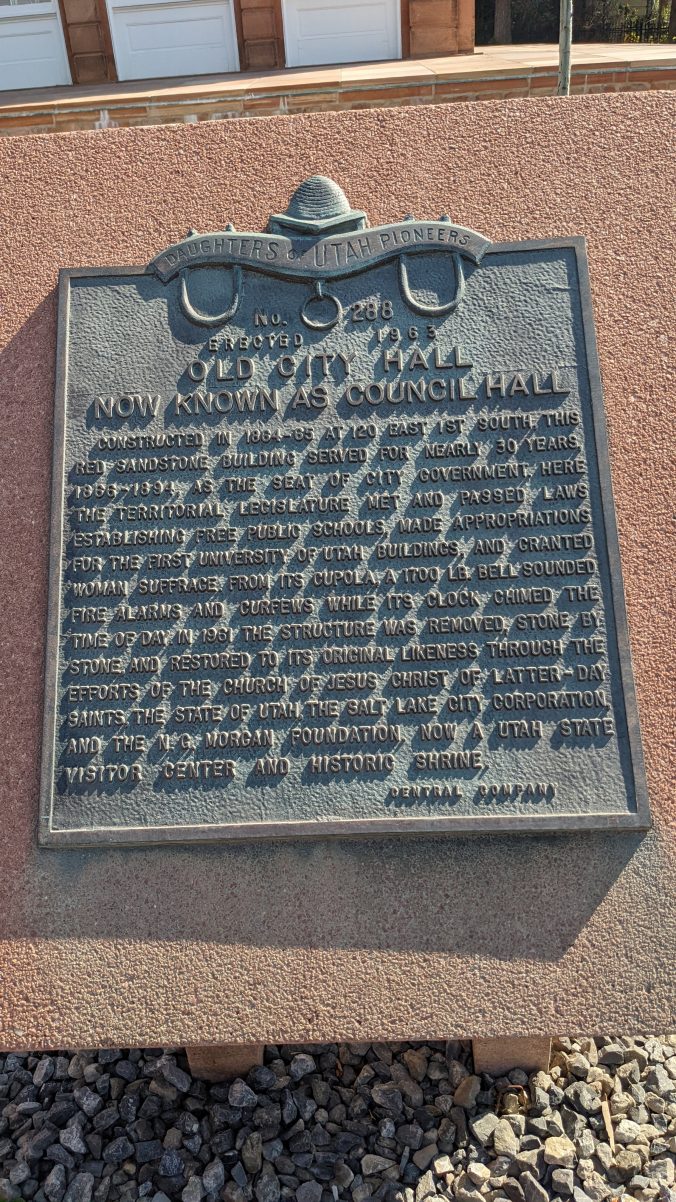 DAUGHTERS OF UTAH PIONEERS
No. 288
ERECTED 1963
OLD CITY HALL
NOW KNOWN AS COUNCIL HALL
CONSTRUCTED IN 1864-65 AT 120 EAST 1ST SOUTH, THIS
RED SANDSTONE BUILDING SERVED FOR NEARLY 30 YEARS,
1866-1894, AS THE SEAT OF CITY GOVERNMENT. HERE
THE TERRITORIAL LEGISLATURE MET AND PASSED LAWS
ESTABLISHING FREE PUBLIC SCHOOLS, MADE APPROPRIATIONS
FOR THE FIRST UNIVERSITY OF UTAH BUILDINGS, AND GRANTED
WOMAN SUFFRAGE. FROM ITS CUPOLA, A 1700 LB. BELL SOUNDED
FIRE ALARMS AND CURFEWS WHILE ITS CLOCK CHIMED THE
TIME OF DAY. IN 1961 THE STRUCTURE WAS REMOVED, STONE BY
STONE, AND RESTORED TO ITS ORIGINAL LIKENESS THROUGH THE
EFFORTS OF THE CHURCH OF JESUS CHRIST OF LATTER-DAY
SAINTS, THE STATE OF UTAH, THE SALT LAKE CITY CORPORATION,
AND THE N. G. MORGAN FOUNDATION, NOW A UTAH STATE
VISITOR CENTER AND HISTORIC SHRINE.
CENTRAL COMPANY